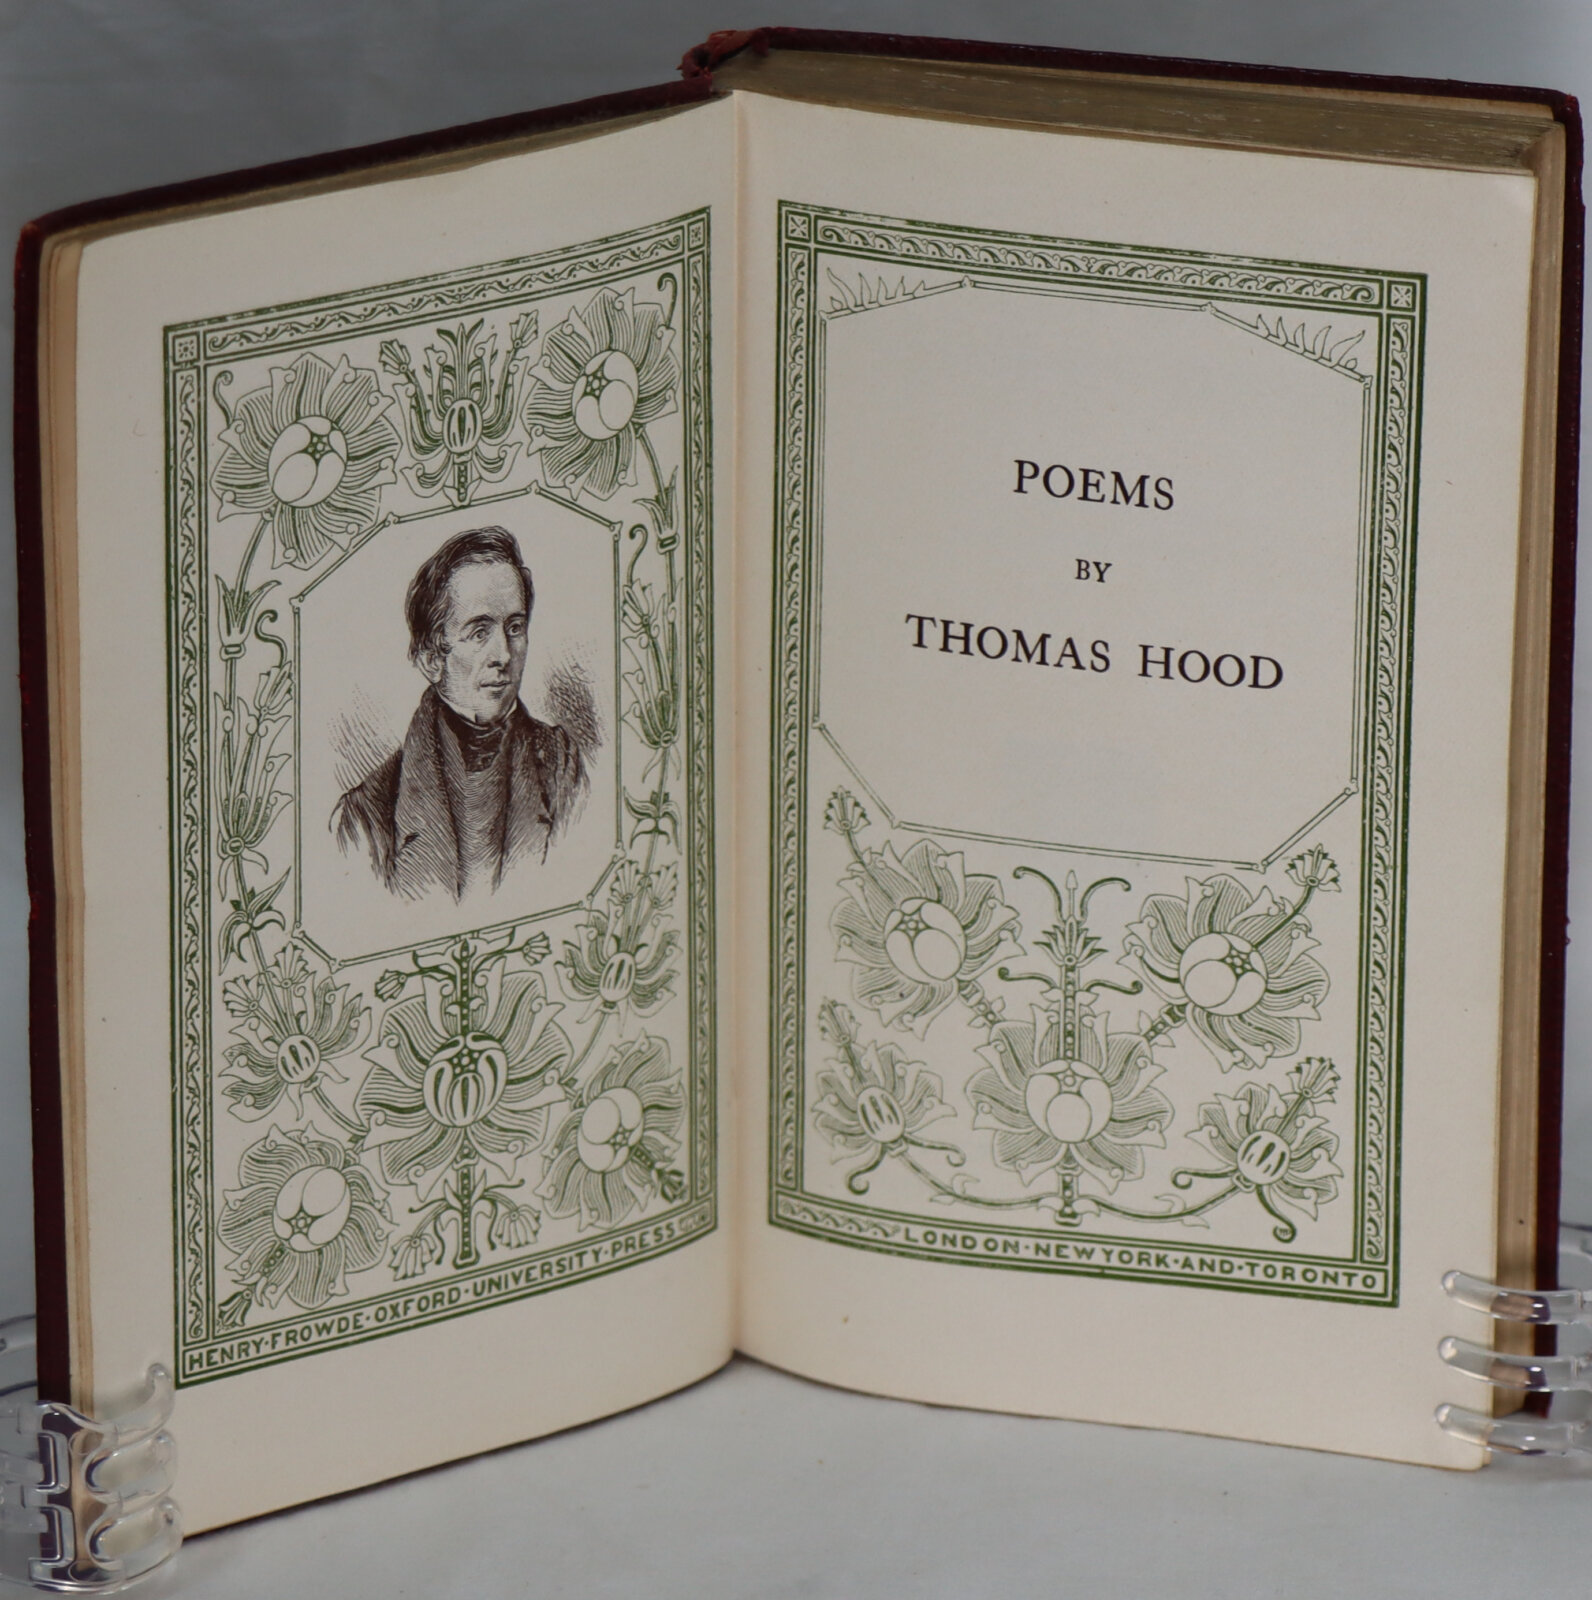 HENRY·FROWDE·OXFORD·UNIVERSITY·PRESS
POEMS
BY
THOMAS HOOD
LONDON·NEW YORK·AND·TORONTO